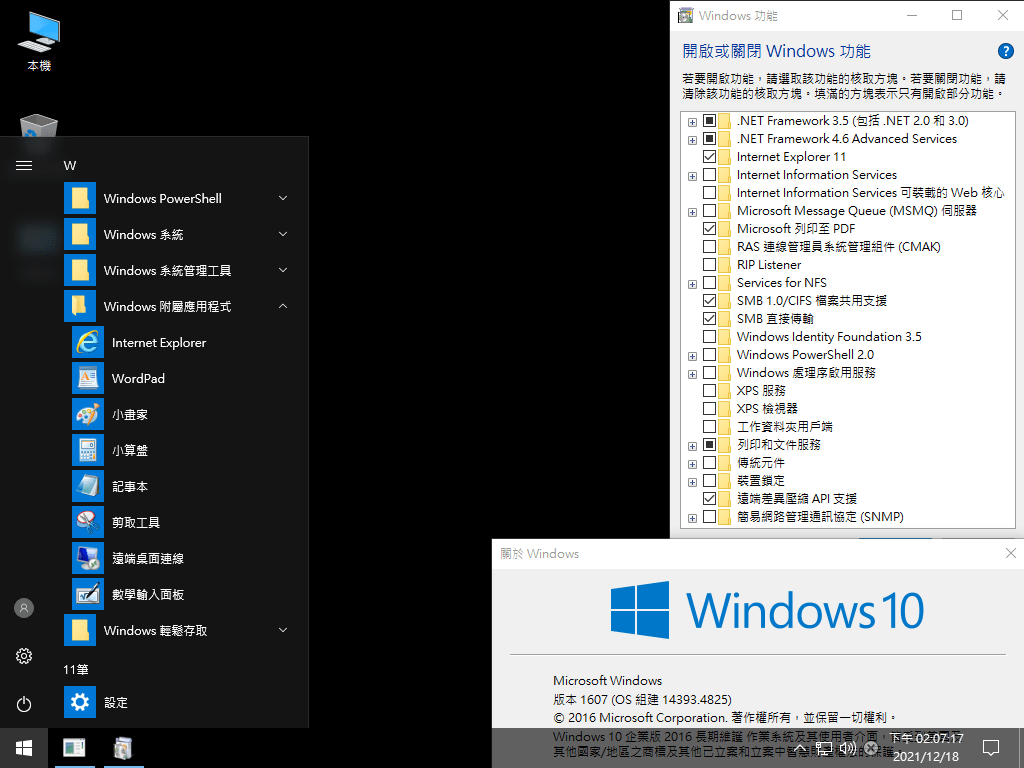 本機
W
Windows PowerShell
Windows 系統
Windows 系統管理工具
Windows 附屬應用程式
Internet Explorer
WordPad
小畫家
小算盤
記事本
剪取工具
遠端桌面連線
數學輸入面板
Windows 輕鬆存取
11筆
設定
Windows 功能
開啟或關閉 Windows 功能
若要開啟功能，請選取該功能的核取方塊。若要關閉功能，請
清除該功能的核取方塊。填滿的方塊表示只有開啟部分功能。
.NET Framework 3.5 (包括 .NET 2.0 和 3.0)
.NET Framework 4.6 Advanced Services
Internet Explorer 11
Internet Information Services
Internet Information Services 可裝載的 Web 核心
Microsoft Message Queue (MSMQ) 伺服器
Microsoft 列印至 PDF
RAS 連線管理員系統管理組件 (CMAK)
RIP Listener
Services for NFS
SMB 1.0/CIFS 檔案共用支援
SMB 直接傳輸
Windows Identity Foundation 3.5
Windows PowerShell 2.0
Windows 處理序啟用服務
XPS 服務
XPS 檢視器
工作資料夾用戶端
列印和文件服務
傳統元件
裝置鎖定
遠端差異壓縮 API 支援
簡易網路管理通訊協定 (SNMP)
關於 Windows
Windows 10
Microsoft Windows
版本 1607 (OS 組建 14393.4825)
© 2016 Microsoft Corporation. 著作權所有，並保留一切權利。
Windows 10 企業版 2016 長期維護 作業系統及其使用者介面，
其他國家/地區之商標及其他已立案和立案中智慧財產權法的保護。
下午 02:07:17
2021/12/18